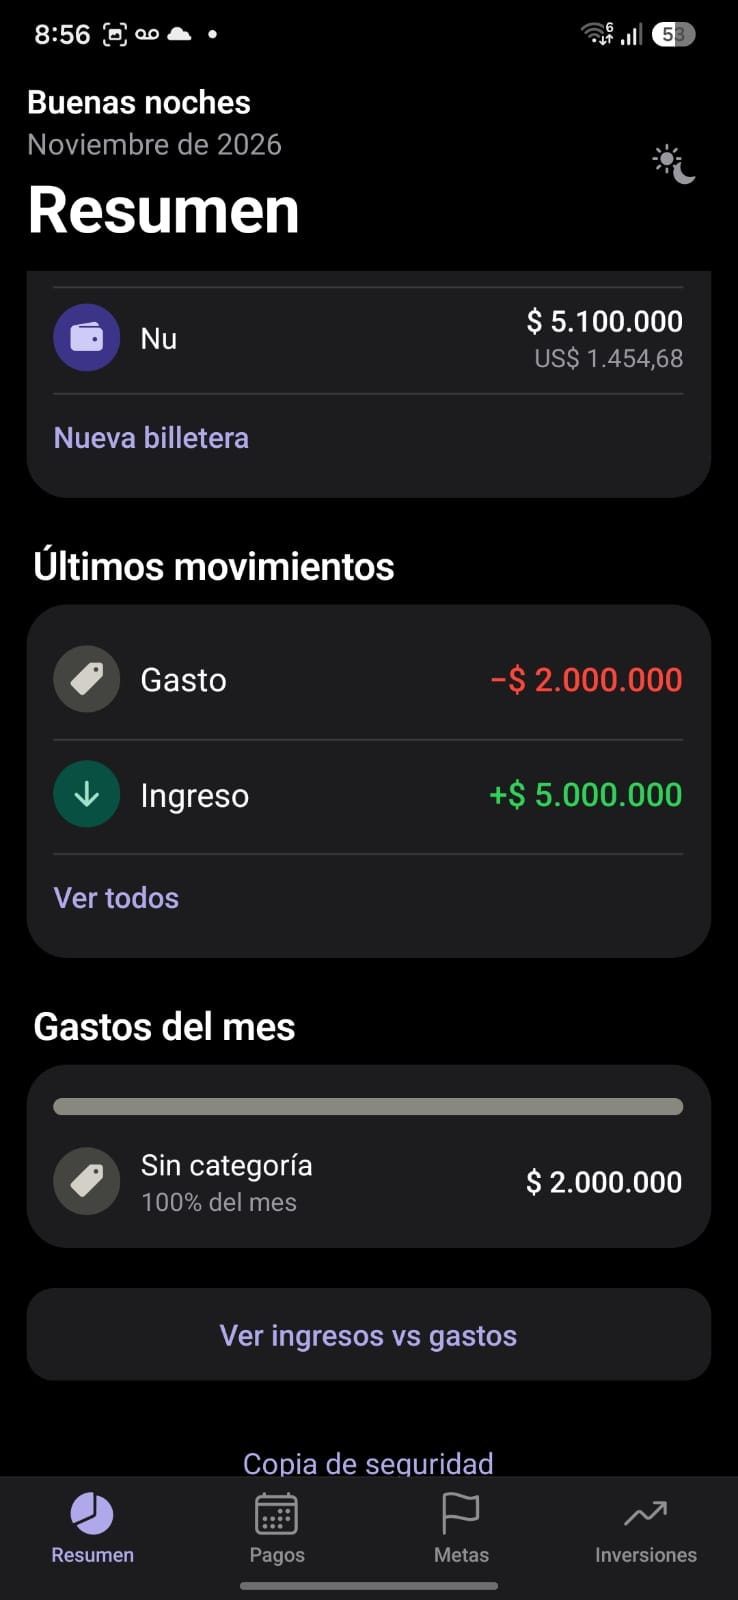 8:56
53
Buenas noches
Noviembre de 2026
Resumen
Nu
$ 5.100.000
US$ 1.454,68
Nueva billetera
Últimos movimientos
Gasto
−$ 2.000.000
Ingreso
+$ 5.000.000
Ver todos
Gastos del mes
Sin categoría
100% del mes
$ 2.000.000
Ver ingresos vs gastos
Copia de seguridad
Resumen
Pagos
Metas
Inversiones